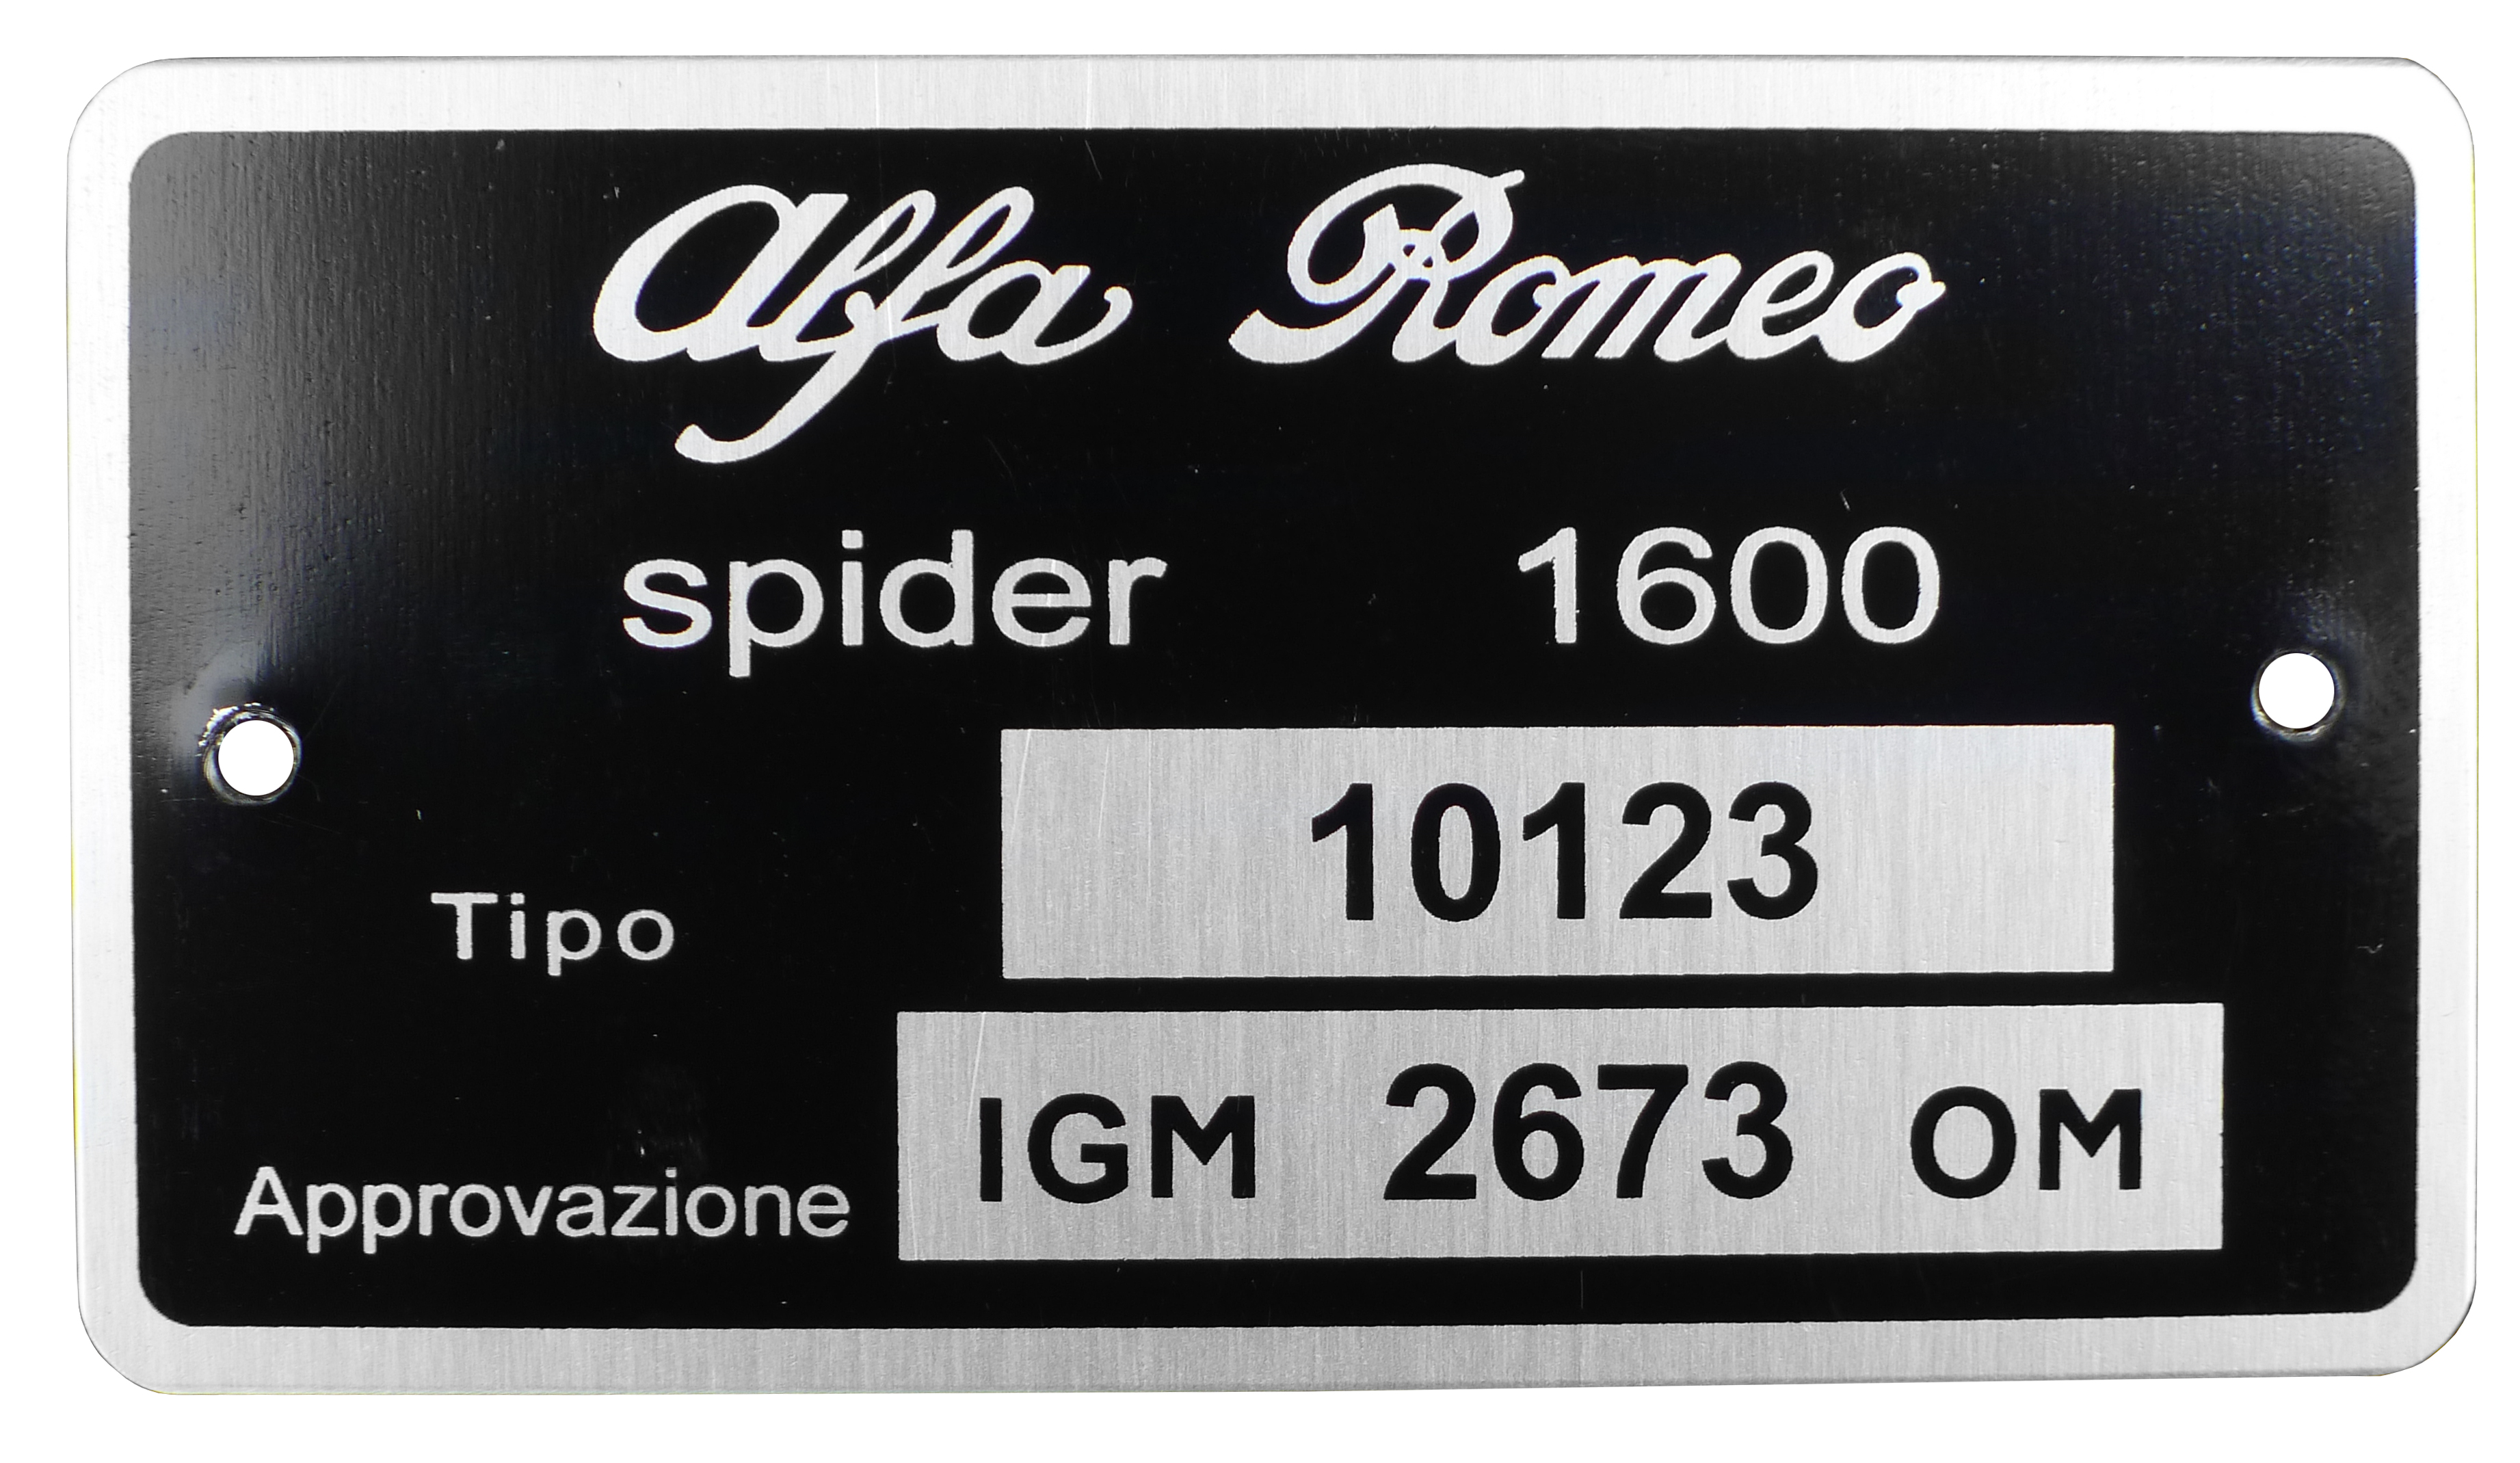 Alfa Romeo
spider 1600
Tipo 10123
Approvazione IGM 2673 OM